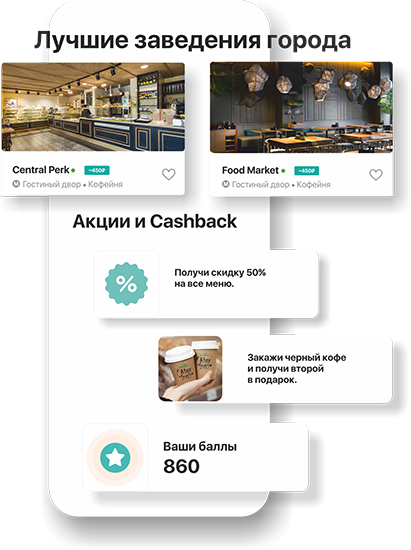 Лучшие заведения города
Central Perk
~450₽
Food Market
~450₽
М Гостиный двор • Кофейня
М Гостиный двор • Кофейня
Акции и Cashback
Получи скидку 50%
на все меню.
Закажи черный кофе
и получи второй
в подарок.
Ваши баллы
860